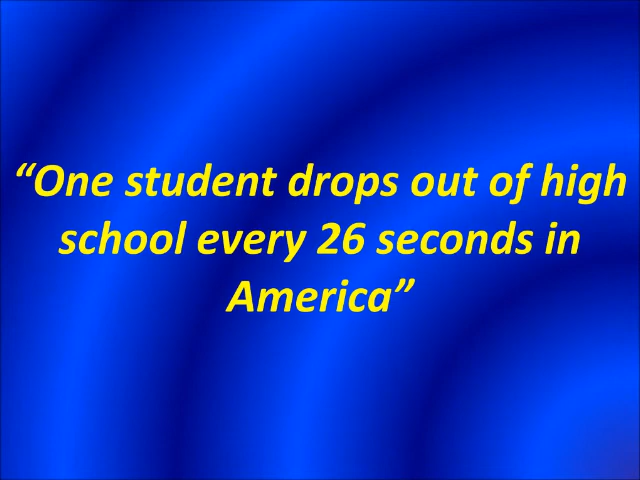 “One student drops out of high
school every 26 seconds in
America”